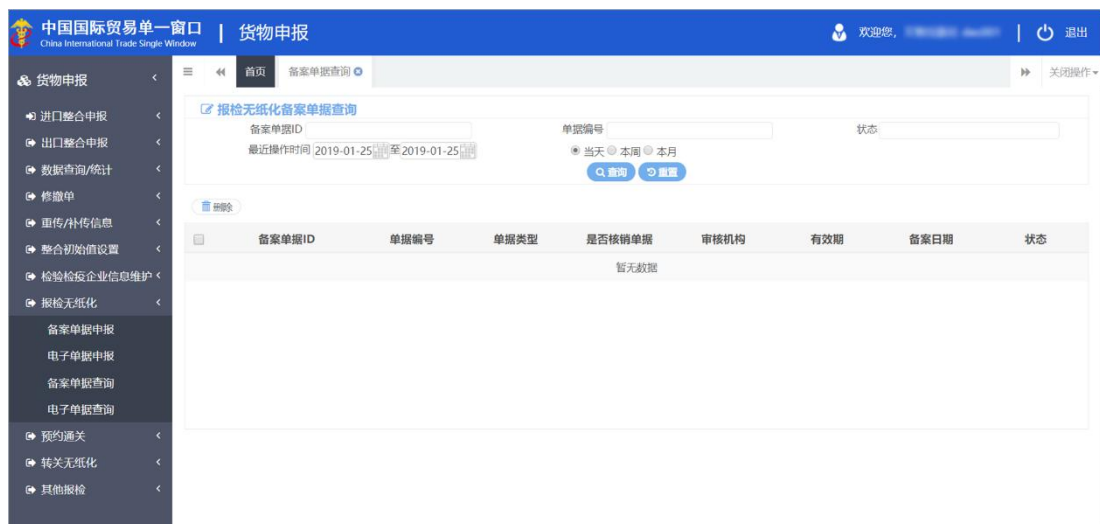 中国国际贸易单一窗口 | 货物申报
China International Trade Single Window
欢迎您,
退出
货物申报
首页
备案单据查询
关闭操作
进口整合申报
出口整合申报
数据查询/统计
修撤单
重传/补传信息
整合初始值设置
检验检疫企业信息维护
报检无纸化
备案单据申报
电子单据申报
备案单据查询
电子单据查询
预约通关
转关无纸化
其他报检
报检无纸化备案单据查询
备案单据ID
单据编号
状态
最近操作时间 2019-01-25 至 2019-01-25
当天 本周 本月
查询 重置
删除
备案单据ID 单据编号 单据类型 是否核销单据 审核机构 有效期 备案日期 状态
暂无数据